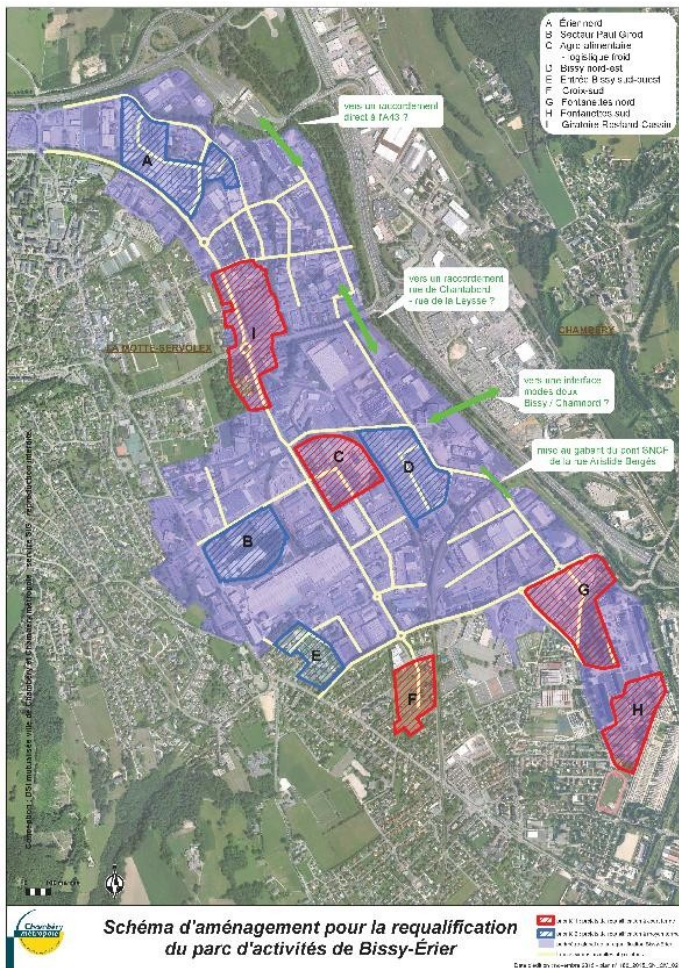 A Érier nord
B Secteur Paul Girod
C Agro-alimentaire
- logistique froid
D Bissy nord-est
E Entrée Bissy sud-ouest
F Croix-sud
G Fontanettes nord
H Fontanettes sud
I Giratoire Rostand-Cassin
vers un raccordement
direct à l'A43 ?
A
vers un raccordement
rue de Chantabord
- rue de la Leysse ?
I
LA MOTTE-SERVOLEX
CHAMBÉRY
vers une interface
modes doux
Bissy / Chamnord ?
mise au gabarit du pont SNCF
de la rue Aristide Bergès
C
D
B
G
E
F
H
Chambéry
métropole
Schéma d'aménagement pour la requalification
du parc d'activités de Bissy-Érier